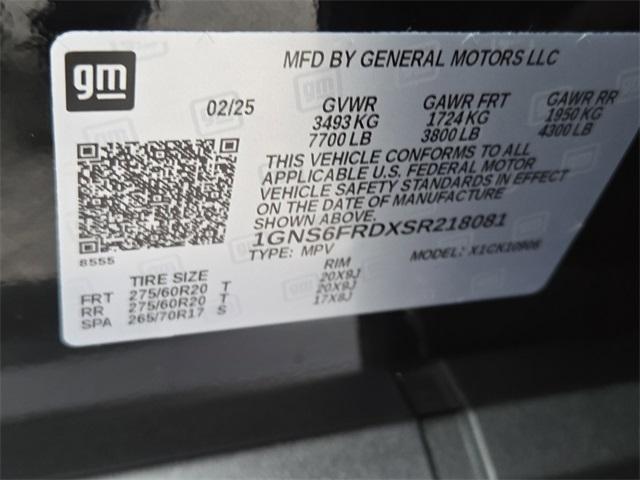 gm
MFD BY GENERAL MOTORS LLC
02/25 GVWR GAWR FRT GAWR RR
3493 KG 1724 KG 1950 KG
7700 LB 3800 LB 4300 LB
THIS VEHICLE CONFORMS TO ALL
APPLICABLE U.S. FEDERAL MOTOR
VEHICLE SAFETY STANDARDS IN EFFECT
ON THE DATE OF MANUFACTURE
SHOWN ABOVE.
1GNS6FRDXSR218081
8555
TYPE: MPV MODEL: X1CK10906
TIRE SIZE RIM
FRT 275/60R20 T 20X9J
RR 275/60R20 T 20X9J
SPA 265/70R17 S 17X8J